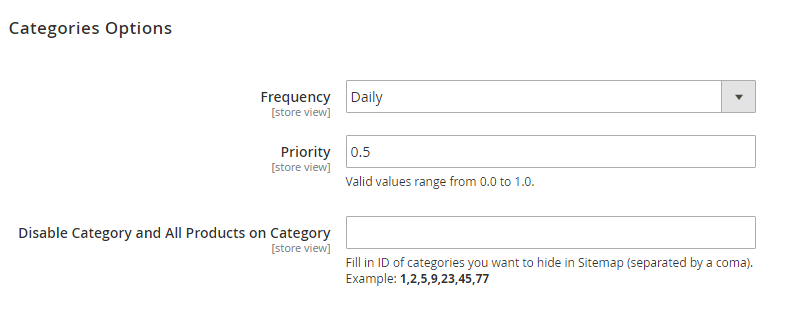 Categories Options
Frequency
[store view]
Daily
Priority
[store view]
0.5
Valid values range from 0.0 to 1.0.
Disable Category and All Products on Category
[store view]
Fill in ID of categories you want to hide in Sitemap (separated by a coma).
Example: 1,2,5,9,23,45,77